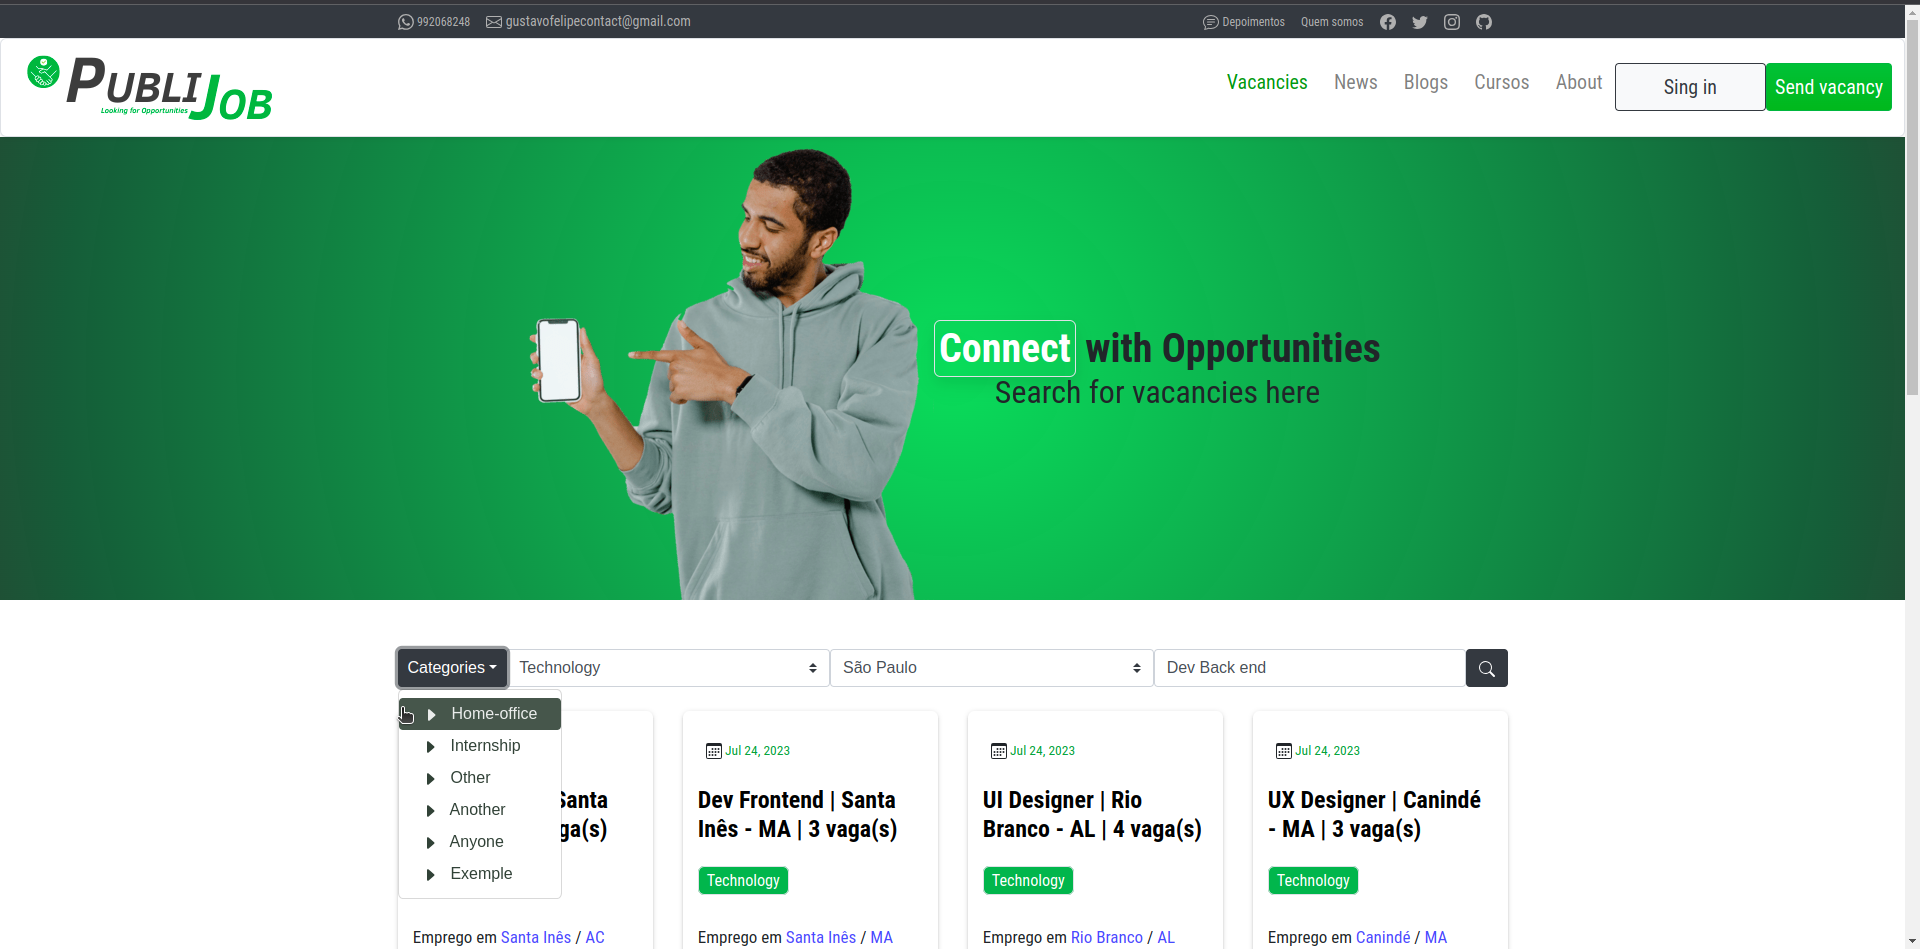 992068248 gustavofelipecontact@gmail.com Depoimentos Quem somos
PUBLIJOB
Looking for Opportunities
Vacancies News Blogs Cursos About Sing in Send vacancy
Connect with Opportunities
Search for vacancies here
Categories Technology São Paulo Dev Back end
Home-office
Internship
Other
Another
Anyone
Exemple
Santa
ga(s)
Emprego em Santa Inês / AC
Jul 24, 2023
Dev Frontend | Santa
Inês - MA | 3 vaga(s)
Technology
Emprego em Santa Inês / MA
Jul 24, 2023
UI Designer | Rio
Branco - AL | 4 vaga(s)
Technology
Emprego em Rio Branco / AL
Jul 24, 2023
UX Designer | Canindé
- MA | 3 vaga(s)
Technology
Emprego em Canindé / MA